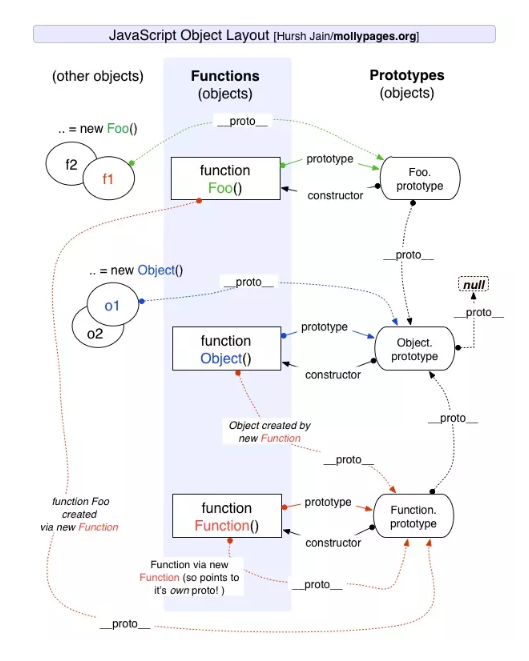 JavaScript Object Layout [Hursh Jain/mollypages.org]
(other objects)
Functions
(objects)
Prototypes
(objects)
.. = new Foo()
__proto__
f2
f1
function
Foo()
prototype
constructor
Foo.
prototype
__proto__
.. = new Object()
__proto__
null
__proto__
o1
o2
function
Object()
prototype
constructor
Object.
prototype
Object created by
new Function
__proto__
__proto__
function Foo
created
via new Function
function
Function()
prototype
constructor
Function.
prototype
Function via new
Function (so points to
it's own proto! )
__proto__
__proto__